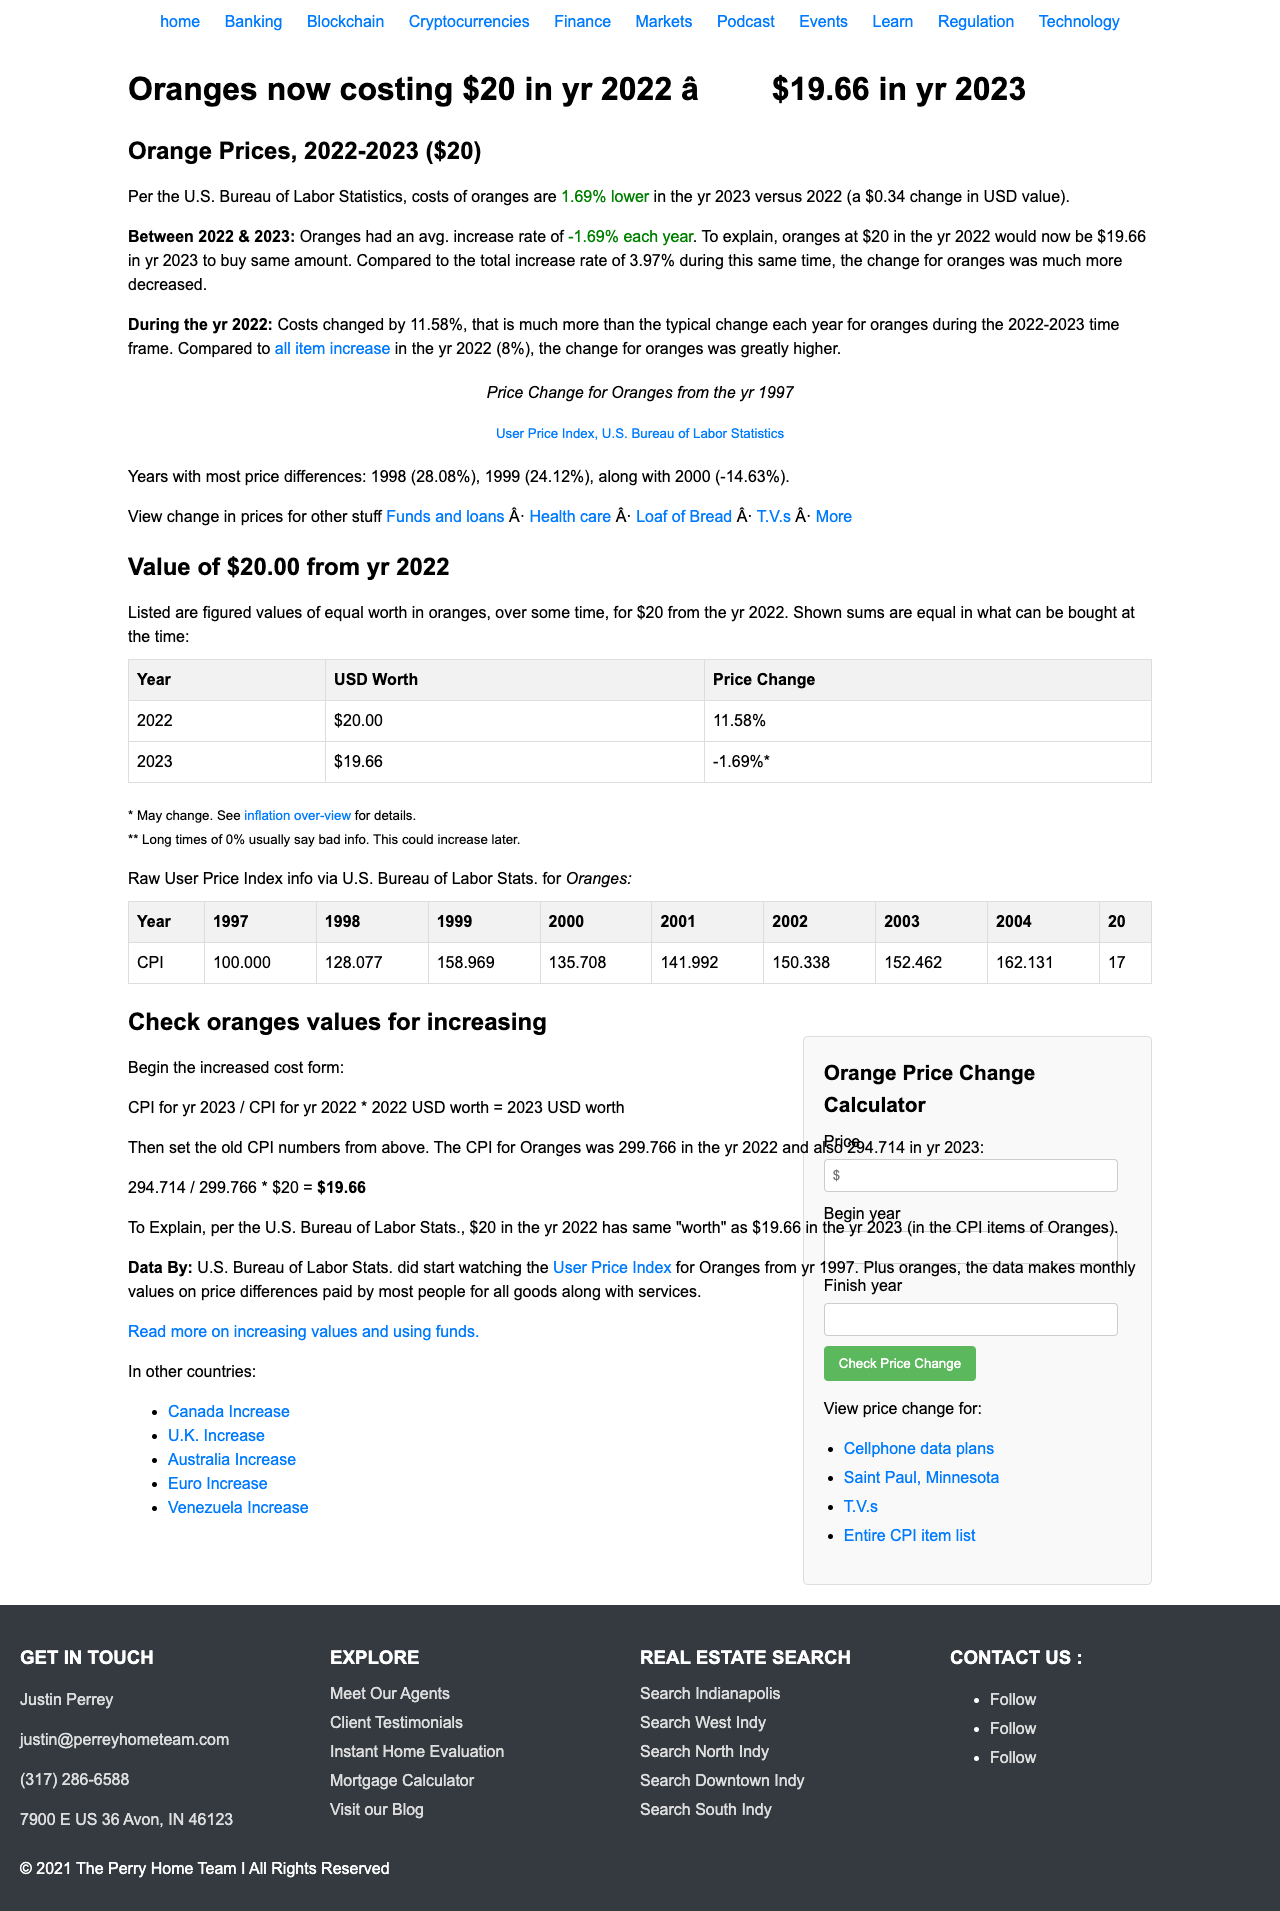 home Banking Blockchain Cryptocurrencies Finance Markets Podcast Events Learn Regulation Technology
Oranges now costing $20 in yr 2022 â $19.66 in yr 2023
Orange Prices, 2022-2023 ($20)
Per the U.S. Bureau of Labor Statistics, costs of oranges are 1.69% lower in the yr 2023 versus 2022 (a $0.34 change in USD value).
Between 2022 & 2023: Oranges had an avg. increase rate of -1.69% each year. To explain, oranges at $20 in the yr 2022 would now be $19.66
in yr 2023 to buy same amount. Compared to the total increase rate of 3.97% during this same time, the change for oranges was much more
decreased.
During the yr 2022: Costs changed by 11.58%, that is much more than the typical change each year for oranges during the 2022-2023 time
frame. Compared to all item increase in the yr 2022 (8%), the change for oranges was greatly higher.
Price Change for Oranges from the yr 1997
User Price Index, U.S. Bureau of Labor Statistics
Years with most price differences: 1998 (28.08%), 1999 (24.12%), along with 2000 (-14.63%).
View change in prices for other stuff Funds and loans Â· Health care Â· Loaf of Bread Â· T.V.s Â· More
Value of $20.00 from yr 2022
Listed are figured values of equal worth in oranges, over some time, for $20 from the yr 2022. Shown sums are equal in what can be bought at
the time:
Year USD Worth Price Change
2022 $20.00 11.58%
2023 $19.66 -1.69%*
* May change. See inflation over-view for details.
** Long times of 0% usually say bad info. This could increase later.
Raw User Price Index info via U.S. Bureau of Labor Stats. for Oranges:
Year 1997 1998 1999 2000 2001 2002 2003 2004 20
CPI 100.000 128.077 158.969 135.708 141.992 150.338 152.462 162.131 17
Check oranges values for increasing
Begin the increased cost form:
CPI for yr 2023 / CPI for yr 2022 * 2022 USD worth = 2023 USD worth
Then set the old CPI numbers from above. The CPI for Oranges was 299.766 in the yr 2022 and also 294.714 in yr 2023:
294.714 / 299.766 * $20 = $19.66
To Explain, per the U.S. Bureau of Labor Stats., $20 in the yr 2022 has same "worth" as $19.66 in the yr 2023 (in the CPI items of Oranges).
Data By: U.S. Bureau of Labor Stats. did start watching the User Price Index for Oranges from yr 1997. Plus oranges, the data makes monthly
values on price differences paid by most people for all goods along with services.
Read more on increasing values and using funds.
In other countries:
Canada Increase
U.K. Increase
Australia Increase
Euro Increase
Venezuela Increase
Orange Price Change
Calculator
Price
$
Begin year
Finish year
Check Price Change
View price change for:
Cellphone data plans
Saint Paul, Minnesota
T.V.s
Entire CPI item list
GET IN TOUCH
Justin Perrey
justin@perreyhometeam.com
(317) 286-6588
7900 E US 36 Avon, IN 46123
EXPLORE
Meet Our Agents
Client Testimonials
Instant Home Evaluation
Mortgage Calculator
Visit our Blog
REAL ESTATE SEARCH
Search Indianapolis
Search West Indy
Search North Indy
Search Downtown Indy
Search South Indy
CONTACT US :
Follow
Follow
Follow
© 2021 The Perry Home Team I All Rights Reserved